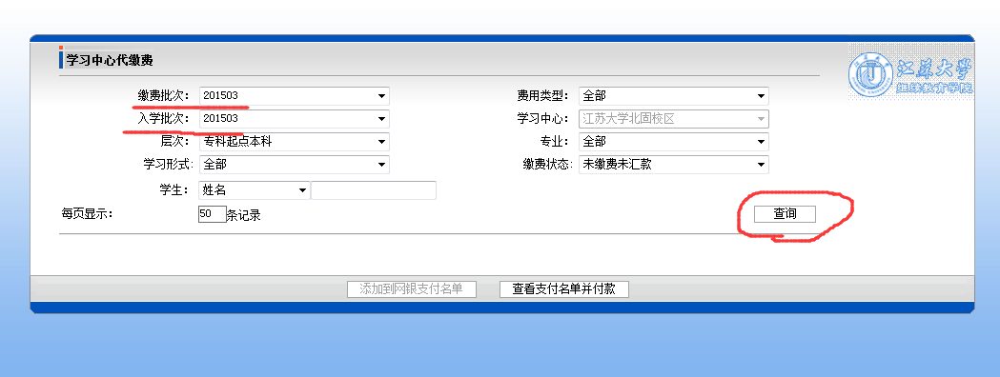 学习中心代缴费
江苏大学
继续教育学院
缴费批次： 201503 费用类型： 全部
入学批次： 201503 学习中心： 江苏大学北固校区
层次： 专科起点本科 专业： 全部
学习形式: 全部 缴费状态: 未缴费未汇款
学生： 姓名
每页显示： 50 条记录 查询
添加到网银支付名单 查看支付名单并付款